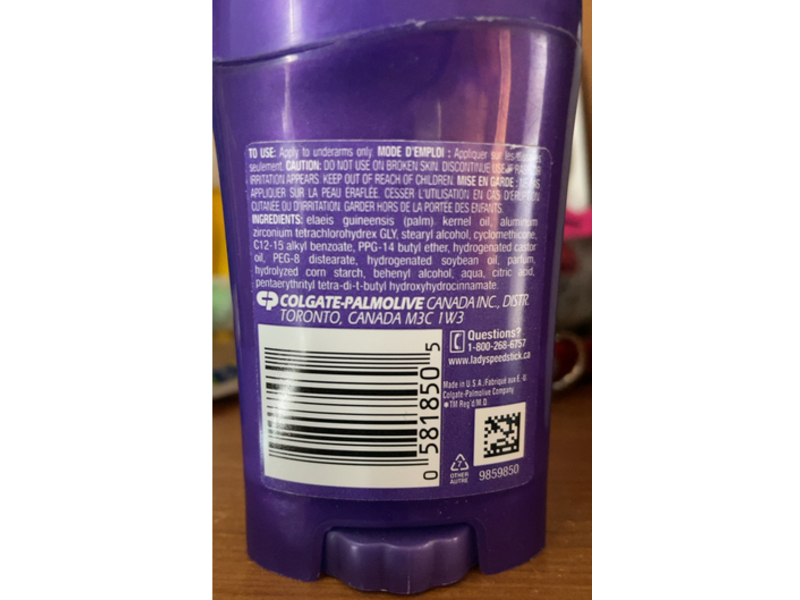 TO USE: Apply to underarms only. MODE D'EMPLOI : Appliquer sur les
seulement. CAUTION: DO NOT USE ON BROKEN SKIN. DISCONTINUE USE IF RASH OR
IRRITATION APPEARS. KEEP OUT OF REACH OF CHILDREN. MISE EN GARDE :
APPLIQUER SUR LA PEAU ÉRAFLÉE. CESSER L'UTILISATION EN CAS D'ÉRUPTION
CUTANÉE OU D'IRRITATION. GARDER HORS DE LA PORTÉE DES ENFANTS.
INGREDIENTS: elaeis guineensis (palm) kernel oil, aluminum
zirconium tetrachlorohydrex GLY, stearyl alcohol, cyclomethicone,
C12-15 alkyl benzoate, PPG-14 butyl ether, hydrogenated castor
oil, PEG-8 distearate, hydrogenated soybean oil, parfum,
hydrolyzed corn starch, behenyl alcohol, aqua, citric acid,
pentaerythrityl tetra-di-t-butyl hydroxyhydrocinnamate.
CP COLGATE-PALMOLIVE CANADA INC., DISTR.
TORONTO, CANADA M3C 1W3
Questions?
1-800-268-6757
www.ladyspeedstick.ca
Made in U.S.A./Fabriqué aux É.-U.
Colgate-Palmolive Company
*TM Reg'd/M.D.
0 581850 5
7
OTHER
AUTRE
9859850